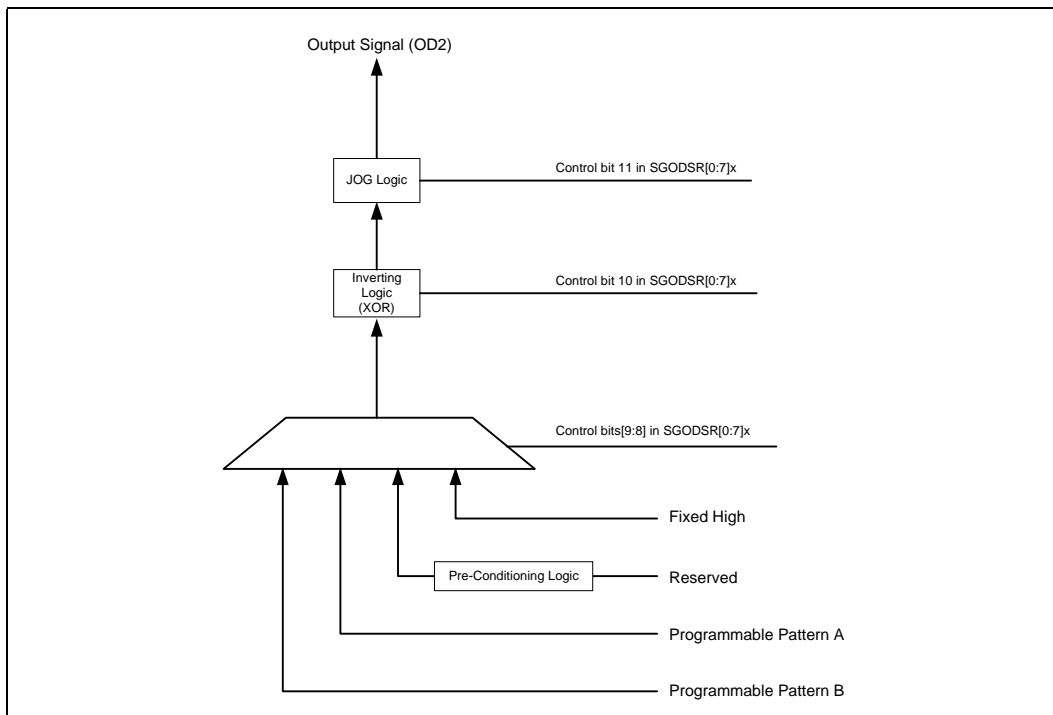 Output Signal (OD2)
JOG Logic
Control bit 11 in SGODSR[0:7]x
Inverting
Logic
(XOR)
Control bit 10 in SGODSR[0:7]x
Control bits[9:8] in SGODSR[0:7]x
Fixed High
Pre-Conditioning Logic
Reserved
Programmable Pattern A
Programmable Pattern B